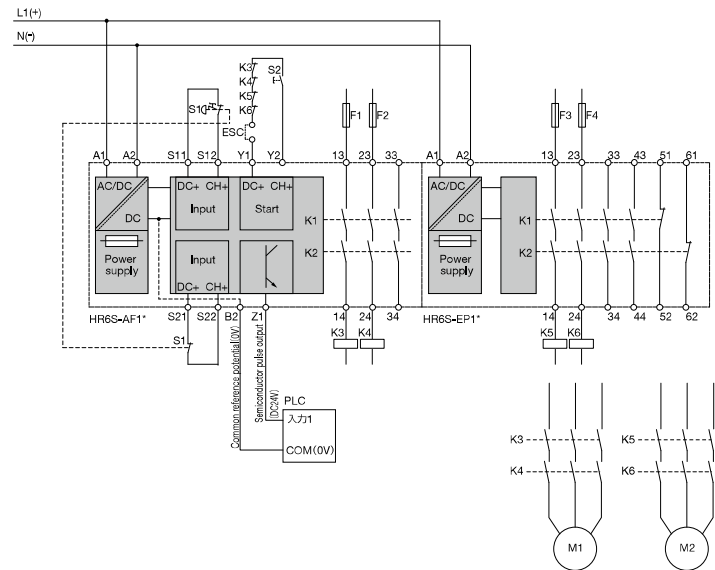 L1(+)
N(-)
K3
K4
K5
K6
S2
S1
ESC
F1
F2
F3
F4
A1
A2
S11
S12
Y1
Y2
13
23
33
A1
A2
13
23
33
43
51
61
AC/DC
DC
Power
supply
DC+ CH+
Input
DC+ CH+
Start
Input
DC+ CH+
K1
K2
AC/DC
DC
Power
supply
K1
K2
HR6S-AF1*
S21
S22
B2
Z1
14
24
34
HR6S-EP1*
14
24
34
44
52
62
S1
K3
K4
K5
K6
Common reference potential(0V)
Semiconductor pulse output
(DC24V)
PLC
入力1
COM(0V)
K3
K4
K5
K6
M1
M2